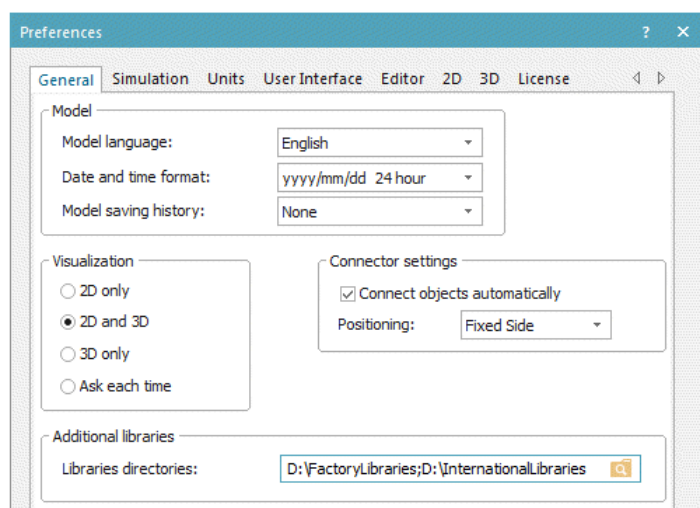 Preferences ? ×
General Simulation Units User Interface Editor 2D 3D License
Model
Model language: English
Date and time format: yyyy/mm/dd 24 hour
Model saving history: None
Visualization
2D only
2D and 3D
3D only
Ask each time
Connector settings
Connect objects automatically
Positioning: Fixed Side
Additional libraries
Libraries directories: D:\FactoryLibraries;D:\InternationalLibraries